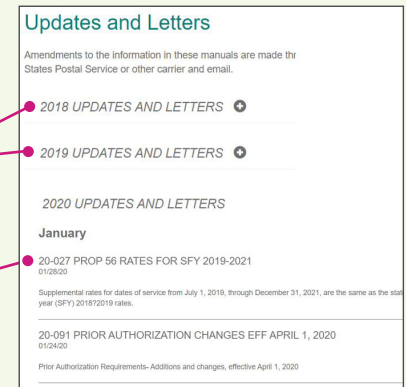 Updates and Letters
Amendments to the information in these manuals are made thr
States Postal Service or other carrier and email.
2018 UPDATES AND LETTERS
2019 UPDATES AND LETTERS
2020 UPDATES AND LETTERS
January
20-027 PROP 56 RATES FOR SFY 2019-2021
01/28/20
Supplemental rates for dates of service from July 1, 2019, through December 31, 2021, are the same as the stat
year (SFY) 2018?2019 rates.
20-091 PRIOR AUTHORIZATION CHANGES EFF APRIL 1, 2020
01/24/20
Prior Authorization Requirements- Additions and changes, effective April 1, 2020